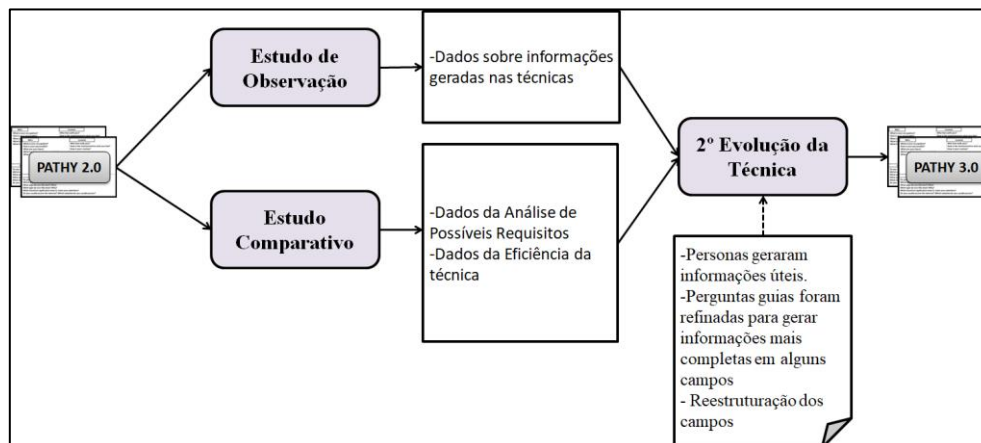 PATHY 2.0
Estudo de
Observação
-Dados sobre informações
geradas nas técnicas
Estudo
Comparativo
-Dados da Análise de
Possíveis Requisitos
-Dados da Eficiência da
técnica
2º Evolução da
Técnica
-Personas geraram
informações úteis.
-Perguntas guias foram
refinadas para gerar
informações mais
completas em alguns
campos
- Reestruturação dos
campos
PATHY 3.0